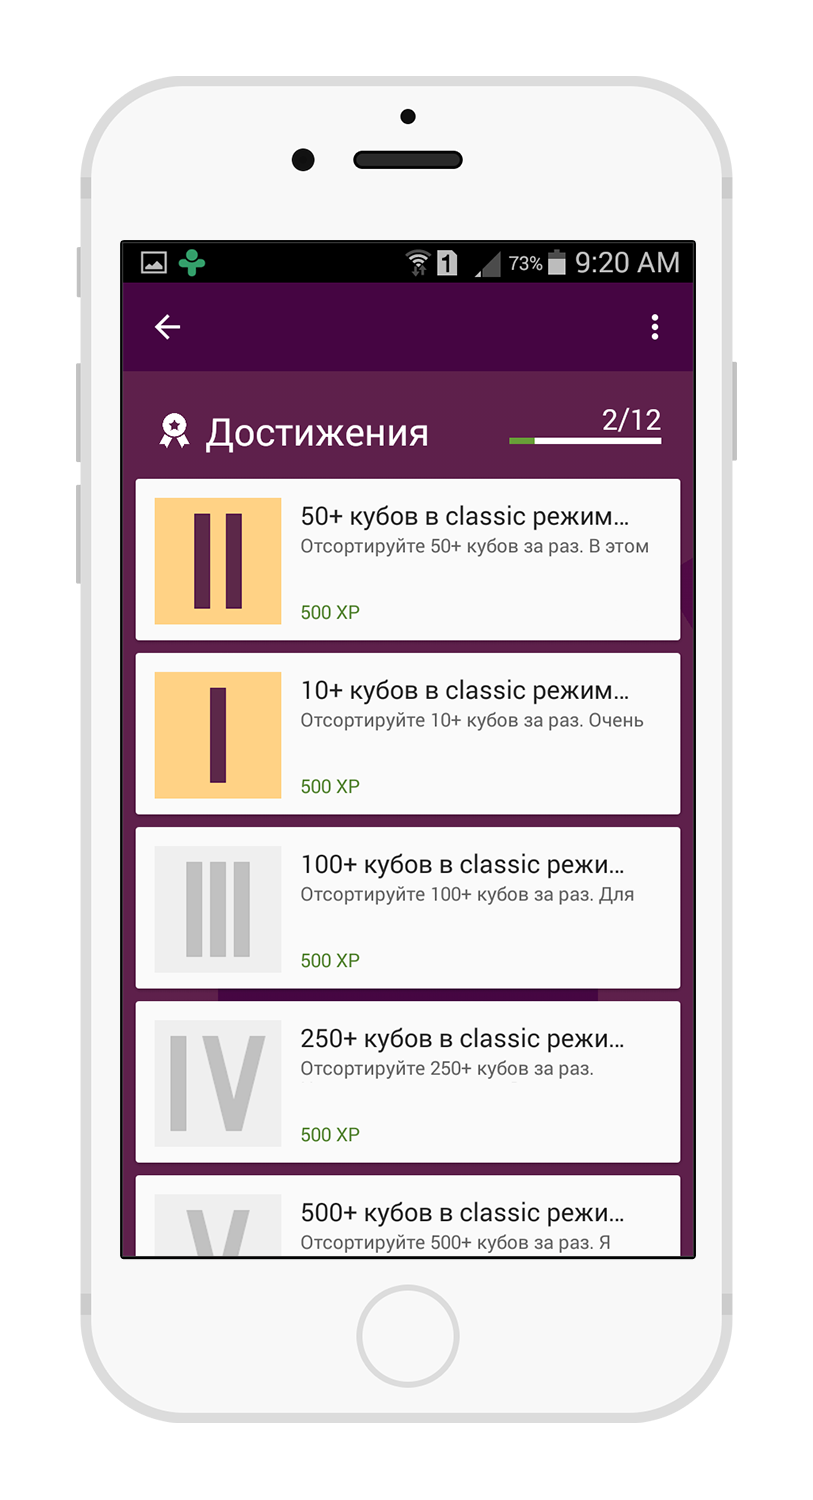 1 73% 9:20 AM
Достижения 2/12
II
50+ кубов в classic режим...
Отсортируйте 50+ кубов за раз. В этом
500 XP
I
10+ кубов в classic режим...
Отсортируйте 10+ кубов за раз. Очень
500 XP
III
100+ кубов в classic режи...
Отсортируйте 100+ кубов за раз. Для
500 XP
IV
250+ кубов в classic режи...
Отсортируйте 250+ кубов за раз.
500 XP
V
500+ кубов в classic режи...
Отсортируйте 500+ кубов за раз. Я